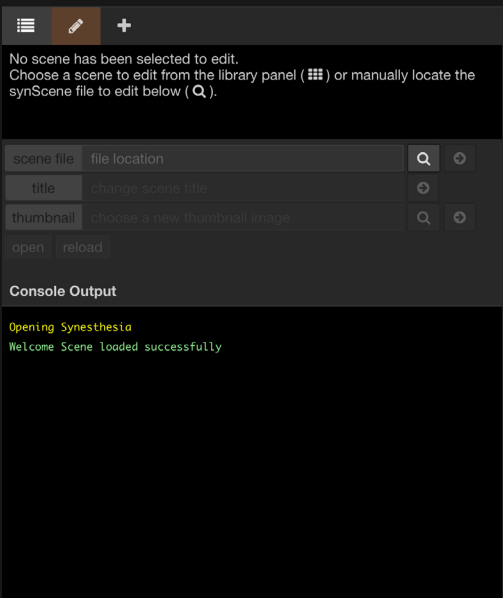 No scene has been selected to edit.
Choose a scene to edit from the library panel ( ) or manually locate the
synScene file to edit below ( ).
scene file file location
title change scene title
thumbnail choose a new thumbnail image
open reload
Console Output
Opening Synesthesia
Welcome Scene loaded successfully